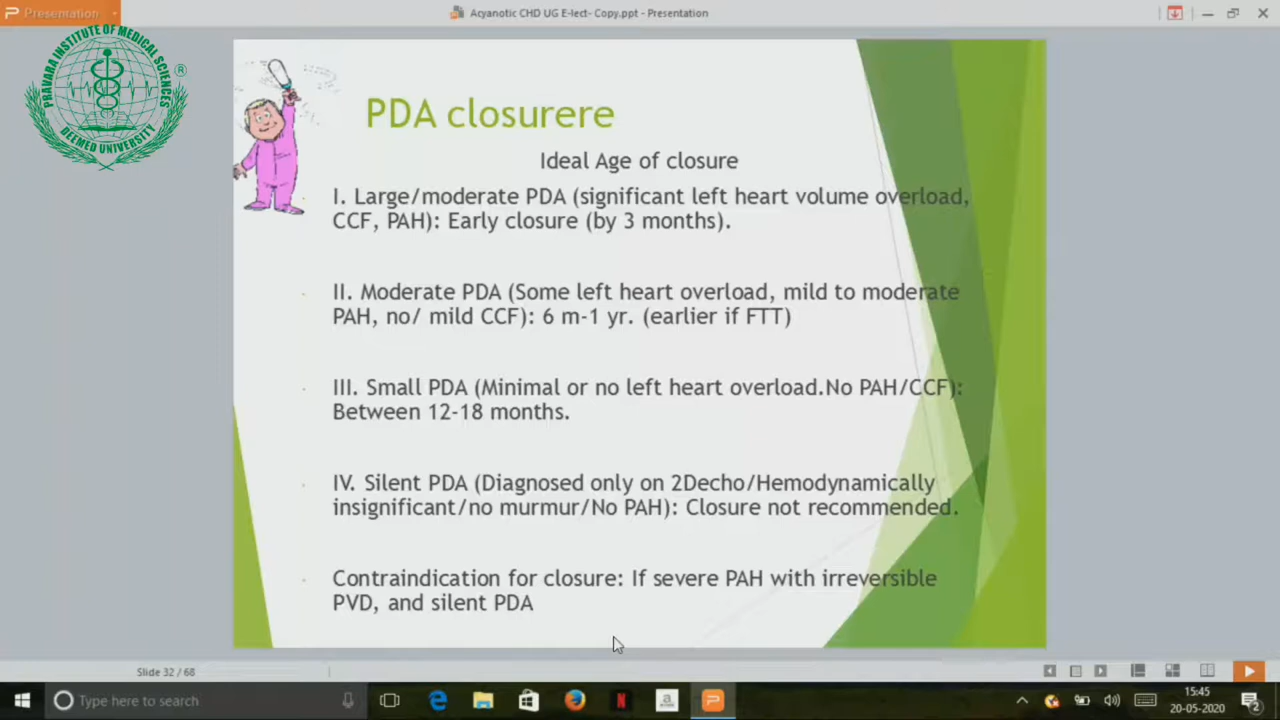 Presentation
Acyanotic CHD UG E-lect- Copy.ppt - Presentation
PRAVARA INSTITUTE OF MEDICAL SCIENCES
DEEMED UNIVERSITY
®
PDA closurere
Ideal Age of closure
I. Large/moderate PDA (significant left heart volume overload,
CCF, PAH): Early closure (by 3 months).
II. Moderate PDA (Some left heart overload, mild to moderate
PAH, no/ mild CCF): 6 m-1 yr. (earlier if FTT)
III. Small PDA (Minimal or no left heart overload.No PAH/CCF):
Between 12-18 months.
IV. Silent PDA (Diagnosed only on 2Decho/Hemodynamically
insignificant/no murmur/No PAH): Closure not recommended.
Contraindication for closure: If severe PAH with irreversible
PVD, and silent PDA
Slide 32 / 68
Type here to search
15:45
20-05-2020
2